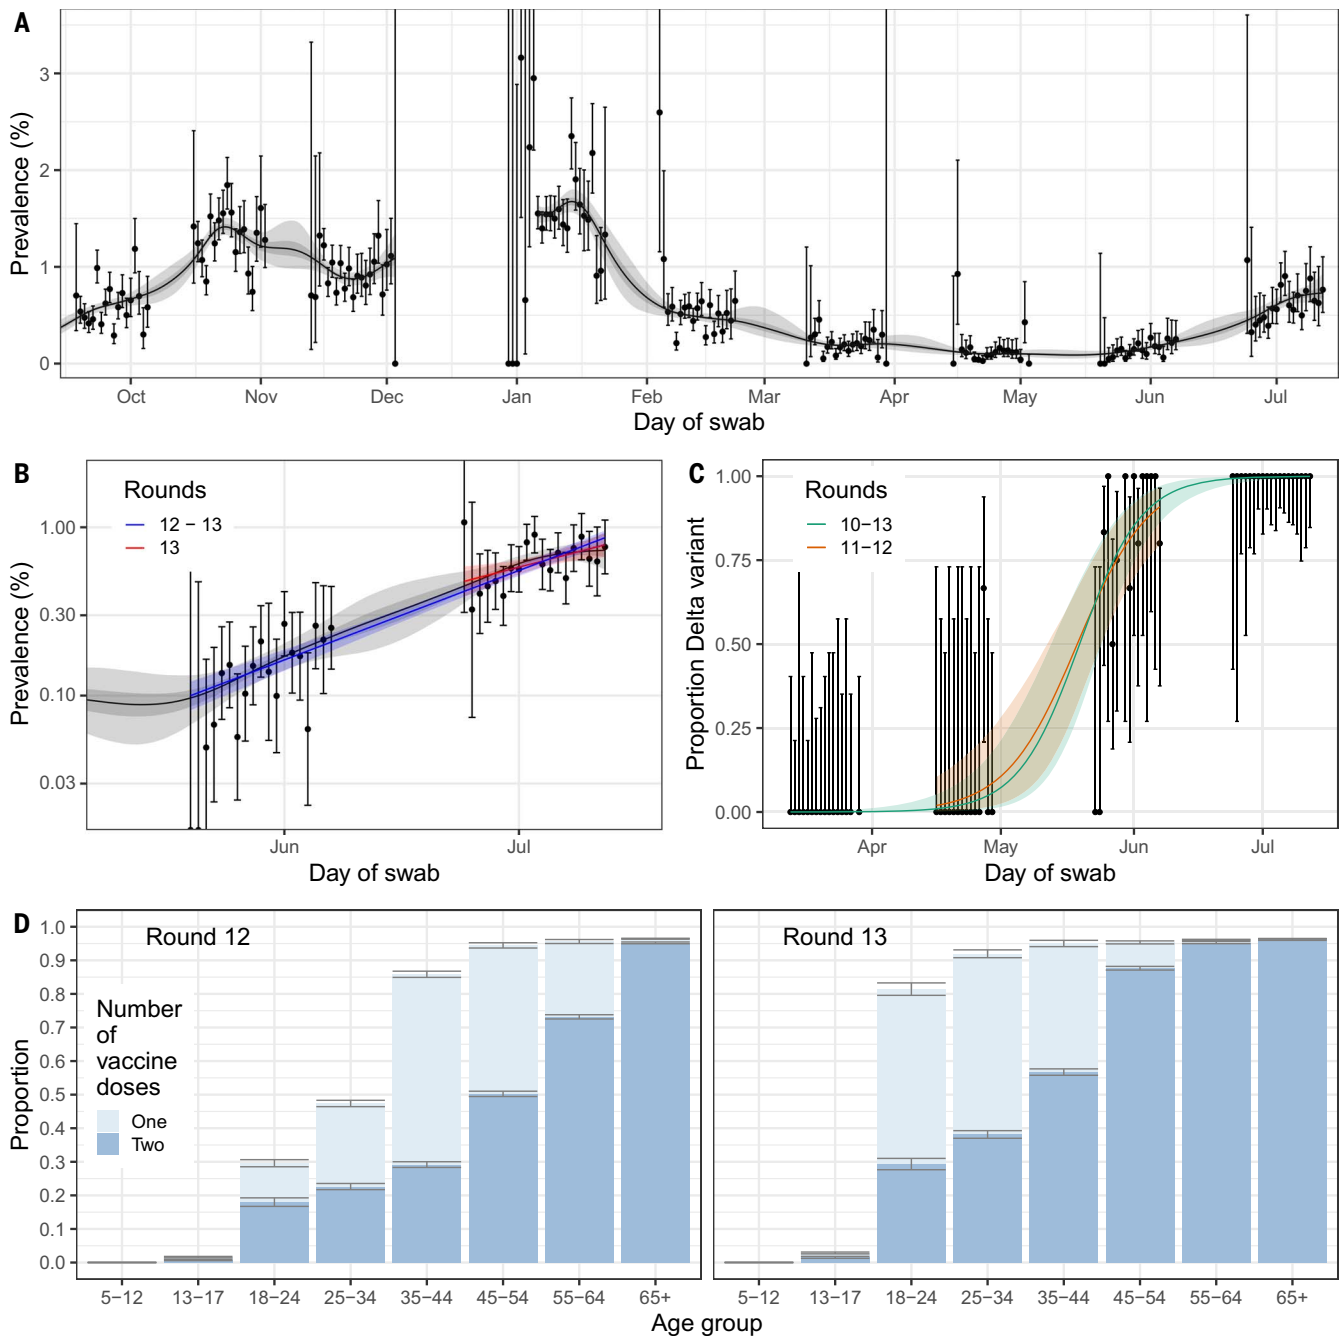 A
Prevalence (%)
3
2
1
0
Oct Nov Dec Jan Feb Mar Apr May Jun Jul
Day of swab
B
Prevalence (%)
Rounds
12 − 13
13
1.00
0.30
0.10
0.03
Jun Jul
Day of swab
C
Proportion Delta variant
Rounds
10−13
11−12
1.00
0.75
0.50
0.25
0.00
Apr May Jun Jul
Day of swab
D
Proportion
1.0
0.9
0.8
0.7
0.6
0.5
0.4
0.3
0.2
0.1
0.0
Round 12
Number
of
vaccine
doses
One
Two
5−12 13−17 18−24 25−34 35−44 45−54 55−64 65+
Round 13
5−12 13−17 18−24 25−34 35−44 45−54 55−64 65+
Age group